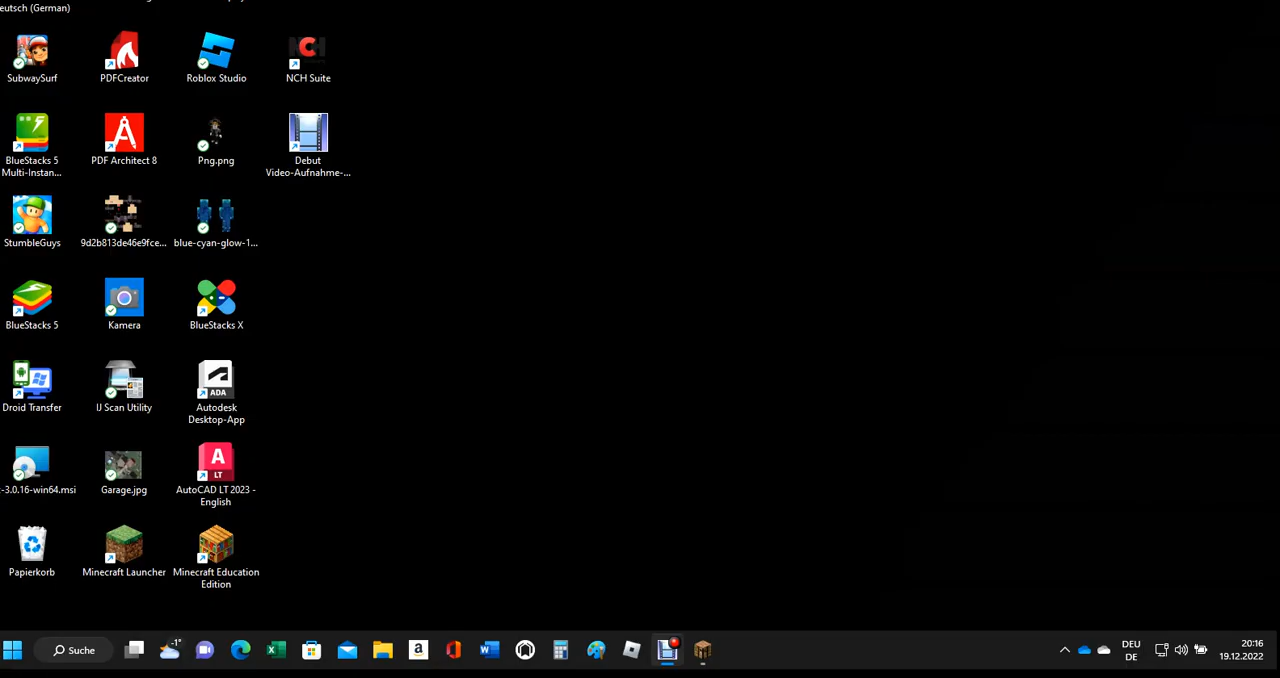 eutsch (German)
SubwaySurf
PDFCreator
Roblox Studio
NCH Suite
BlueStacks 5
Multi-Instan...
PDF Architect 8
Png.png
Debut
Video-Aufnahme-...
StumbleGuys
9d2b813de46e9fce...
blue-cyan-glow-1...
BlueStacks 5
Kamera
BlueStacks X
Droid Transfer
IJ Scan Utility
ADA
Autodesk
Desktop-App
-3.0.16-win64.msi
Garage.jpg
A
LT
AutoCAD LT 2023 -
English
Papierkorb
Minecraft Launcher
Minecraft Education
Edition
Suche
-1°
DEU
DE
20:16
19.12.2022